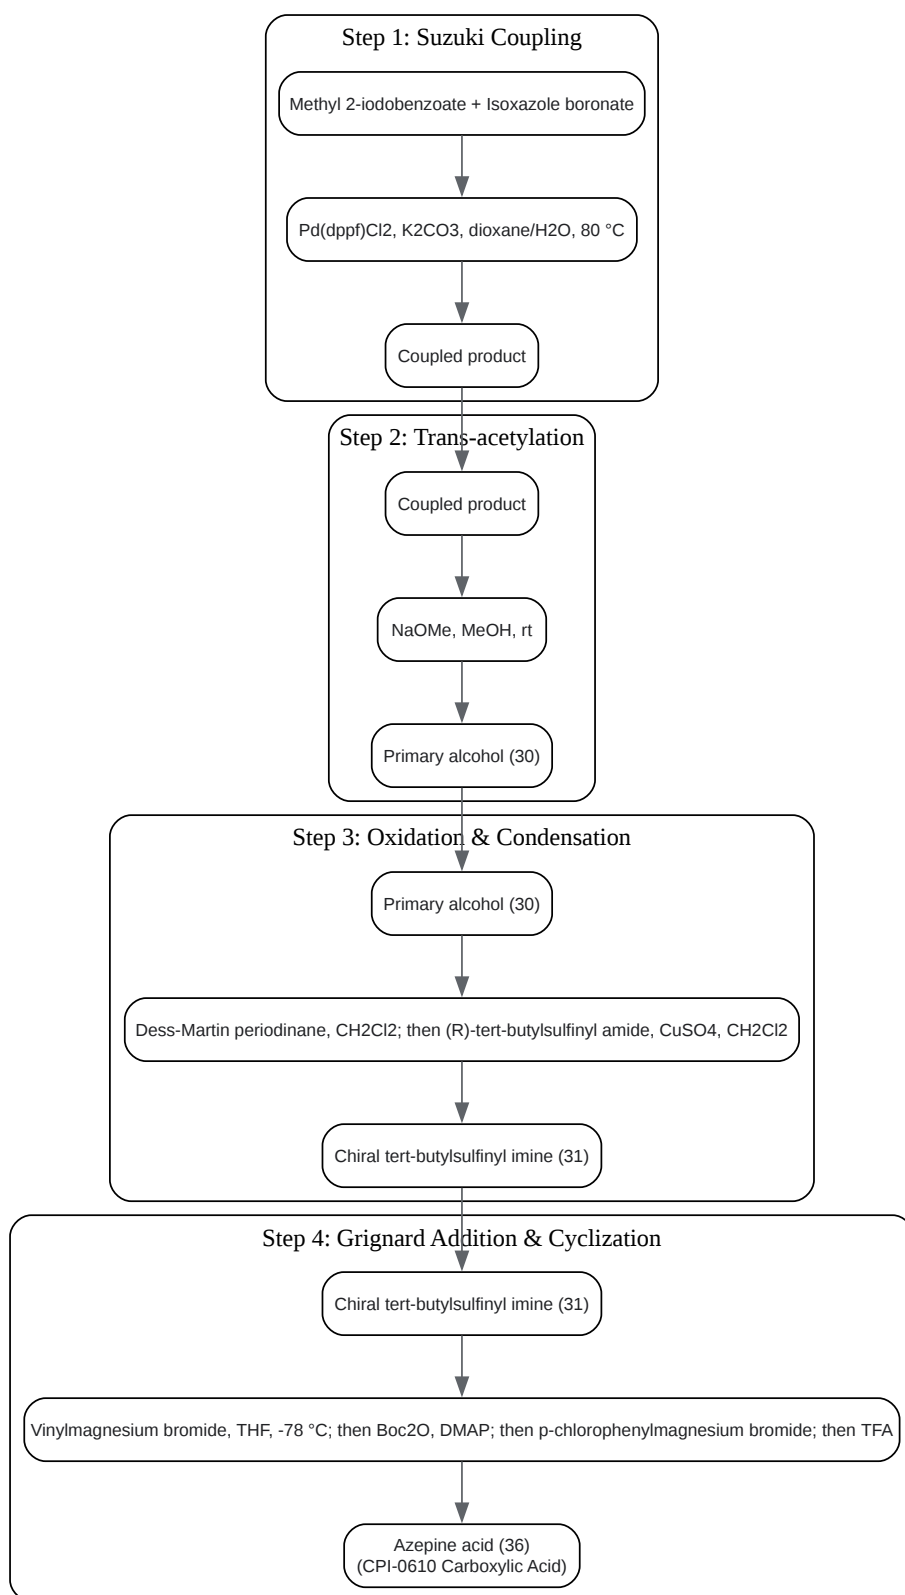 Step 1: Suzuki Coupling
Methyl 2-iodobenzoate + Isoxazole boronate
Pd(dppf)Cl2, K2CO3, dioxane/H2O, 80 °C
Coupled product
Step 2: Trans-acetylation
Coupled product
NaOMe, MeOH, rt
Primary alcohol (30)
Step 3: Oxidation & Condensation
Primary alcohol (30)
Dess-Martin periodinane, CH2Cl2; then (R)-tert-butylsulfinyl amide, CuSO4, CH2Cl2
Chiral tert-butylsulfinyl imine (31)
Step 4: Grignard Addition & Cyclization
Chiral tert-butylsulfinyl imine (31)
Vinylmagnesium bromide, THF, -78 °C; then Boc2O, DMAP; then p-chlorophenylmagnesium bromide; then TFA
Azepine acid (36)
(CPI-0610 Carboxylic Acid)